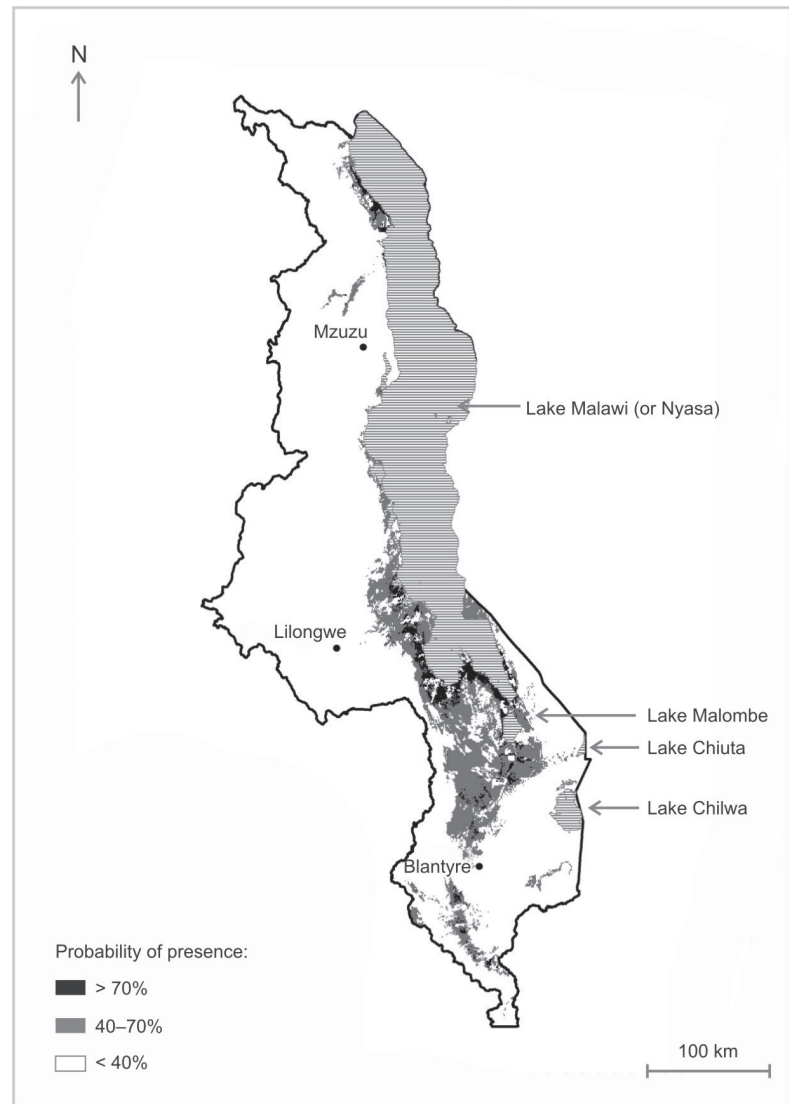 N
Mzuzu
Lake Malawi (or Nyasa)
Lilongwe
Lake Malombe
Lake Chiuta
Lake Chilwa
Blantyre
Probability of presence:
> 70%
40–70%
< 40%
100 km